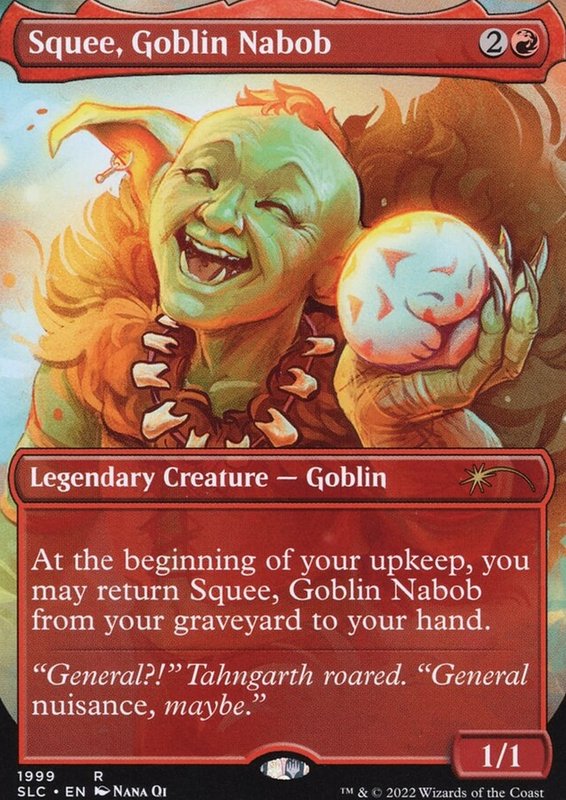 Squee, Goblin Nabob
2
Legendary Creature — Goblin
At the beginning of your upkeep, you
may return Squee, Goblin Nabob
from your graveyard to your hand.
“General?!” Tahngarth roared. “General
nuisance, maybe.”
1/1
1999 R
SLC • EN Nana Qi
™ & © 2022 Wizards of the Coast